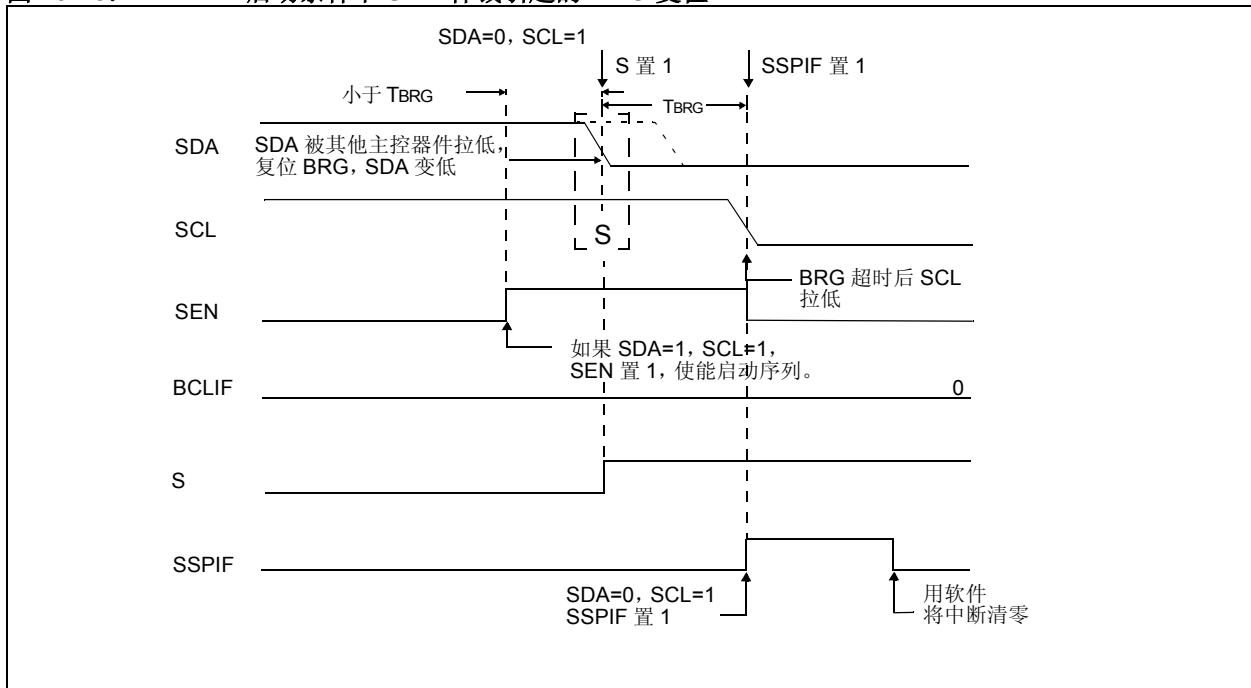 SDA=0, SCL=1
S 置 1
SSPIF 置 1
小于 TBRG
TBRG
SDA
SDA 被其他主控器件拉低,
复位 BRG, SDA 变低
SCL
S
BRG 超时后 SCL
拉低
SEN
如果 SDA=1, SCL=1,
SEN 置 1, 使能启动序列。
BCLIF
0
S
SSPIF
SDA=0, SCL=1
SSPIF 置 1
用软件
将中断清零